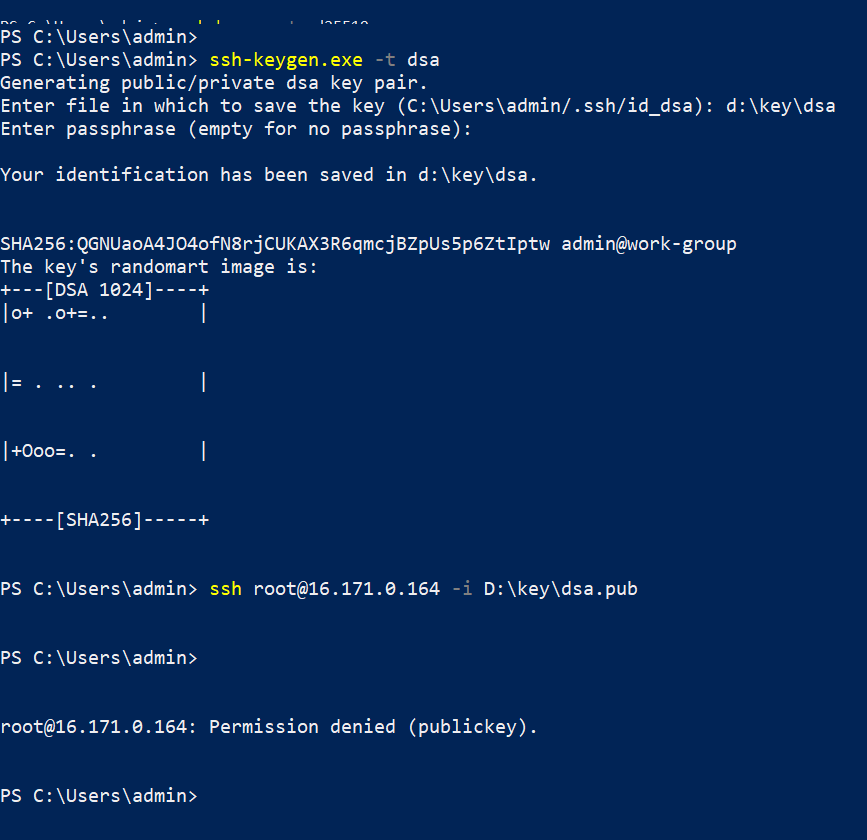 PS C:\Users\admin>
PS C:\Users\admin> ssh-keygen.exe -t dsa
Generating public/private dsa key pair.
Enter file in which to save the key (C:\Users\admin/.ssh/id_dsa): d:\key\dsa
Enter passphrase (empty for no passphrase):
Your identification has been saved in d:\key\dsa.
SHA256:QGNUaoA4JO4ofN8rjCUKAX3R6qmcjBZpUs5p6ZtIptw admin@work-group
The key's randomart image is:
+---[DSA 1024]----+
|o+ .o+=..        |
|= . .. .         |
|+Ooo=. .         |
+----[SHA256]-----+
PS C:\Users\admin> ssh root@16.171.0.164 -i D:\key\dsa.pub
PS C:\Users\admin>
root@16.171.0.164: Permission denied (publickey).
PS C:\Users\admin>